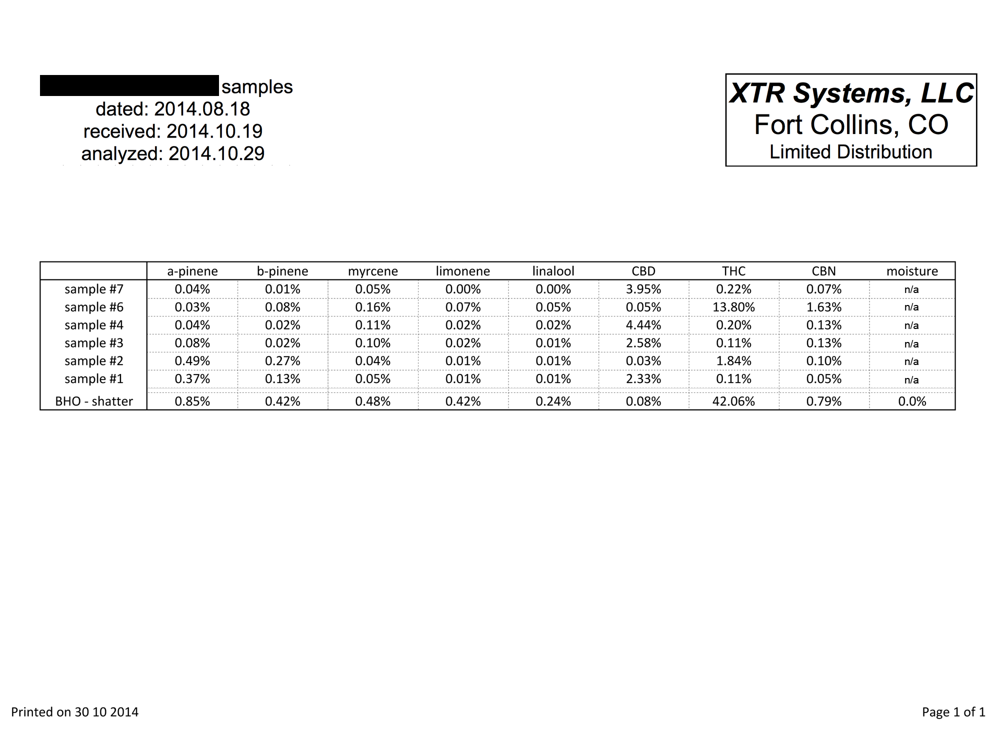 samples
dated: 2014.08.18
received: 2014.10.19
analyzed: 2014.10.29
XTR Systems, LLC
Fort Collins, CO
Limited Distribution
a-pinene b-pinene myrcene limonene linalool CBD THC CBN moisture
sample #7 0.04% 0.01% 0.05% 0.00% 0.00% 3.95% 0.22% 0.07% n/a
sample #6 0.03% 0.08% 0.16% 0.07% 0.05% 0.05% 13.80% 1.63% n/a
sample #4 0.04% 0.02% 0.11% 0.02% 0.02% 4.44% 0.20% 0.13% n/a
sample #3 0.08% 0.02% 0.10% 0.02% 0.01% 2.58% 0.11% 0.13% n/a
sample #2 0.49% 0.27% 0.04% 0.01% 0.01% 0.03% 1.84% 0.10% n/a
sample #1 0.37% 0.13% 0.05% 0.01% 0.01% 2.33% 0.11% 0.05% n/a
BHO - shatter 0.85% 0.42% 0.48% 0.42% 0.24% 0.08% 42.06% 0.79% 0.0%
Printed on 30 10 2014
Page 1 of 1